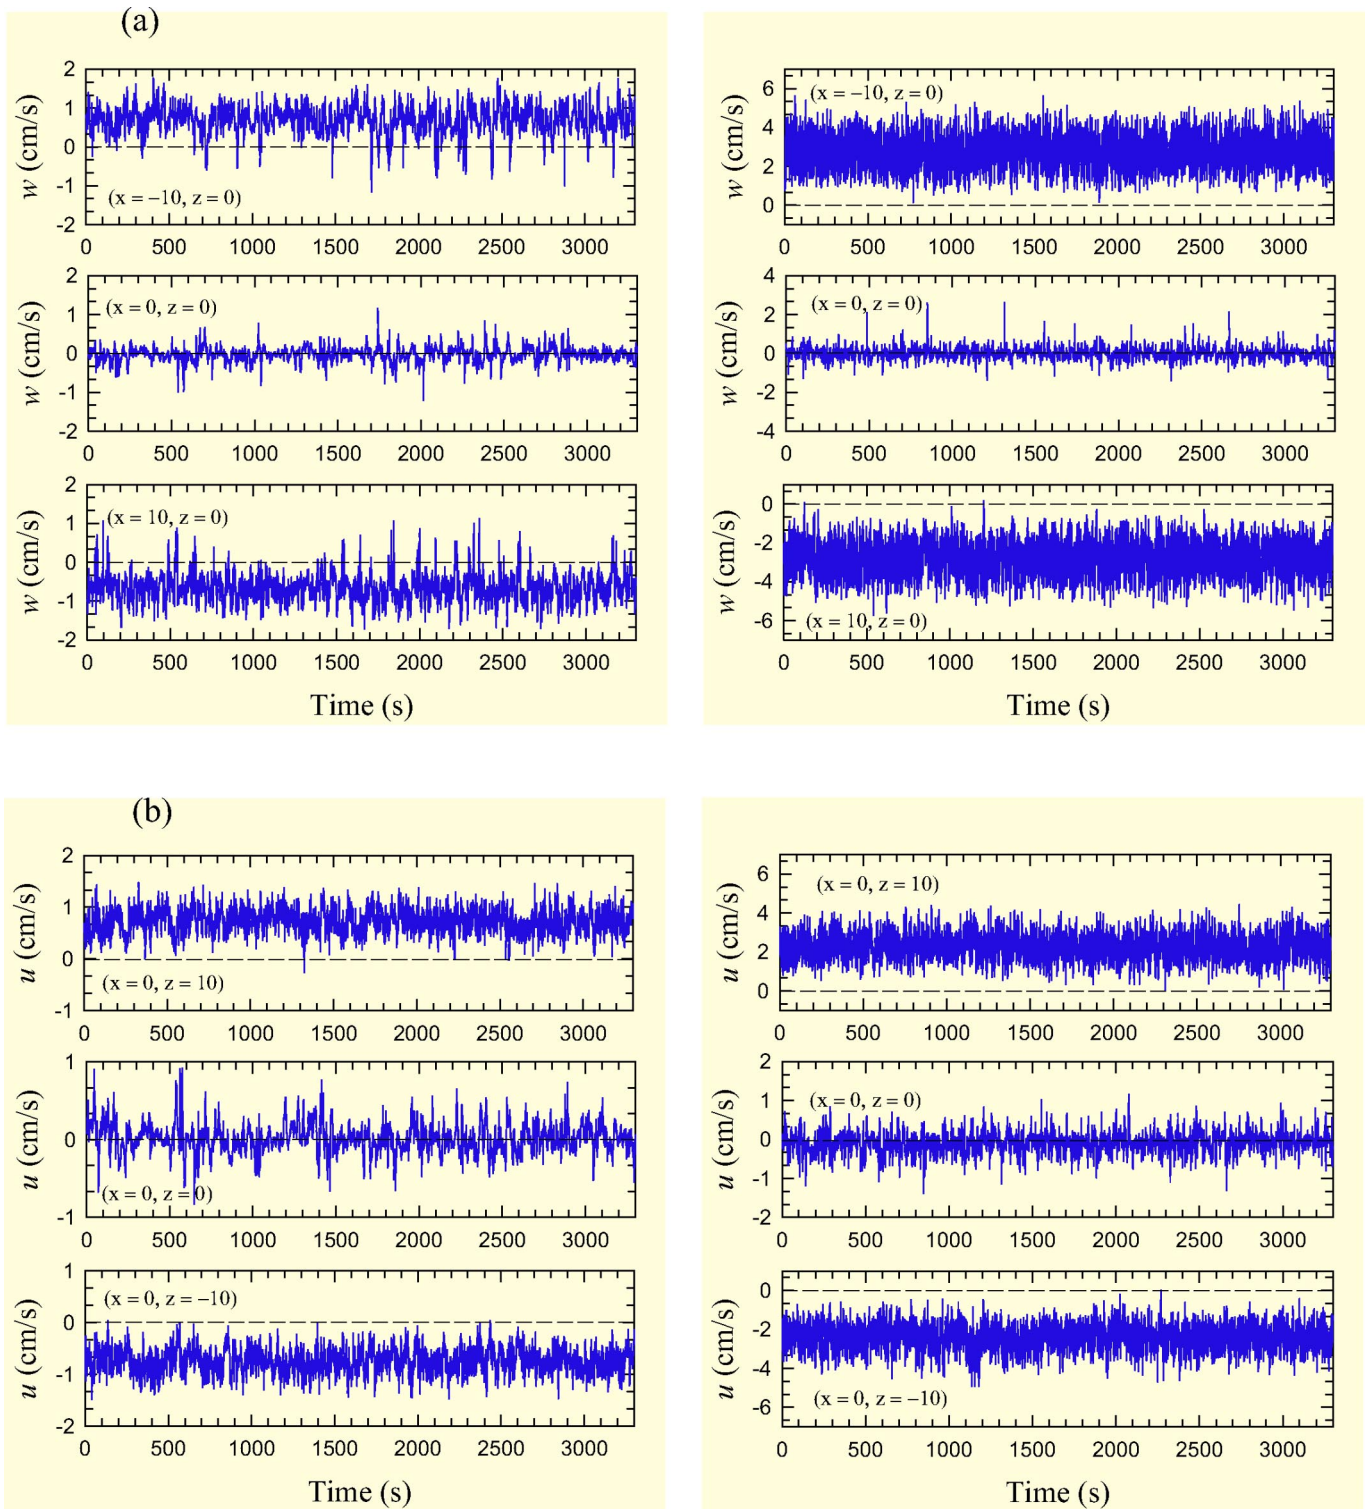 (a)
w (cm/s)
2
1
0
-1
-2
(x = −10, z = 0)
0 500 1000 1500 2000 2500 3000
w (cm/s)
2
1
0
-1
-2
(x = 0, z = 0)
0 500 1000 1500 2000 2500 3000
w (cm/s)
2
1
0
-1
-2
(x = 10, z = 0)
0 500 1000 1500 2000 2500 3000
Time (s)
w (cm/s)
6
4
2
0
(x = −10, z = 0)
0 500 1000 1500 2000 2500 3000
w (cm/s)
4
2
0
-2
-4
(x = 0, z = 0)
0 500 1000 1500 2000 2500 3000
w (cm/s)
0
-2
-4
-6
(x = 10, z = 0)
0 500 1000 1500 2000 2500 3000
Time (s)
(b)
u (cm/s)
2
1
0
-1
(x = 0, z = 10)
0 500 1000 1500 2000 2500 3000
u (cm/s)
1
0
-1
(x = 0, z = 0)
0 500 1000 1500 2000 2500 3000
u (cm/s)
1
0
-1
-2
(x = 0, z = −10)
0 500 1000 1500 2000 2500 3000
Time (s)
u (cm/s)
6
4
2
0
(x = 0, z = 10)
0 500 1000 1500 2000 2500 3000
u (cm/s)
2
1
0
-1
-2
(x = 0, z = 0)
0 500 1000 1500 2000 2500 3000
u (cm/s)
0
-2
-4
-6
(x = 0, z = −10)
0 500 1000 1500 2000 2500 3000
Time (s)